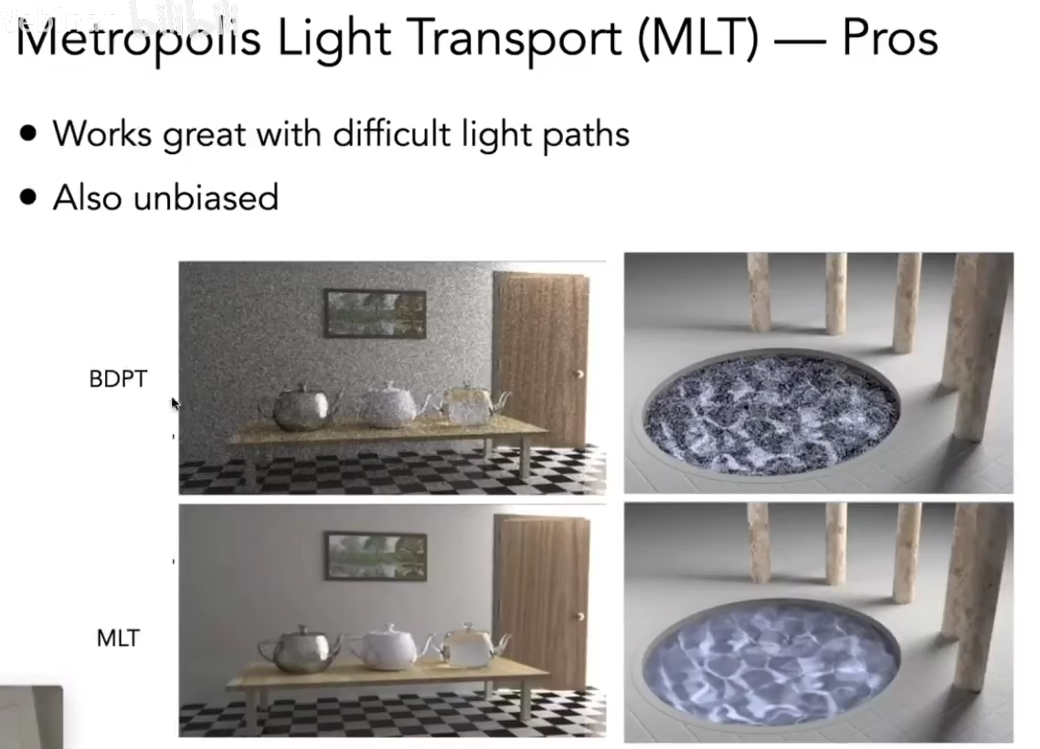 Metropolis Light Transport (MLT) — Pros
● Works great with difficult light paths
● Also unbiased
BDPT
MLT